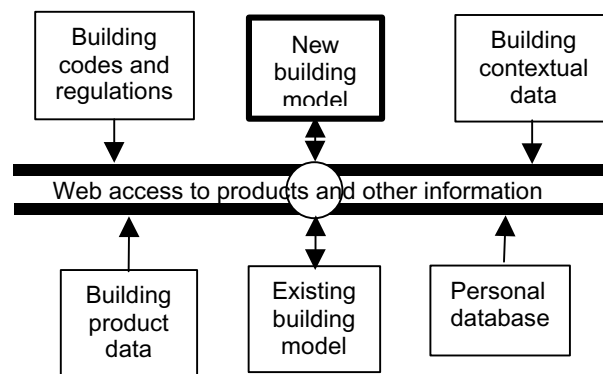 Building
codes and
regulations
New
building
model
Building
contextual
data
Web access to products and other information
Building
product
data
Existing
building
model
Personal
database